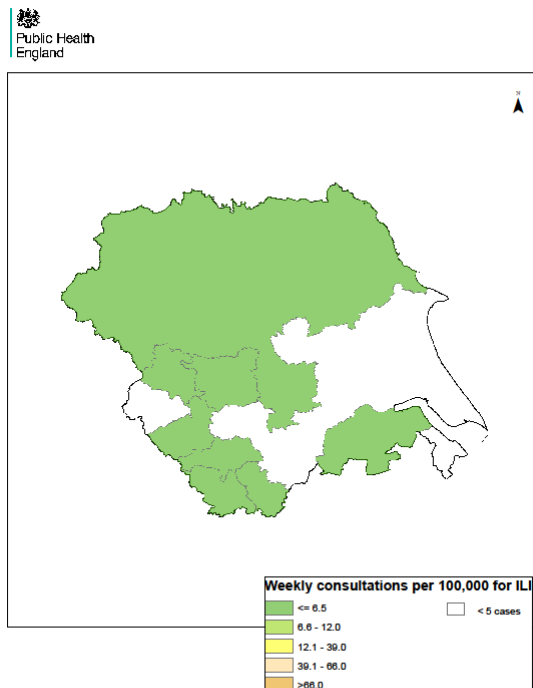 Public Health
England
N
Weekly consultations per 100,000 for ILI
<= 6.5
< 5 cases
6.6 - 12.0
12.1 - 39.0
39.1 - 66.0
>66.0